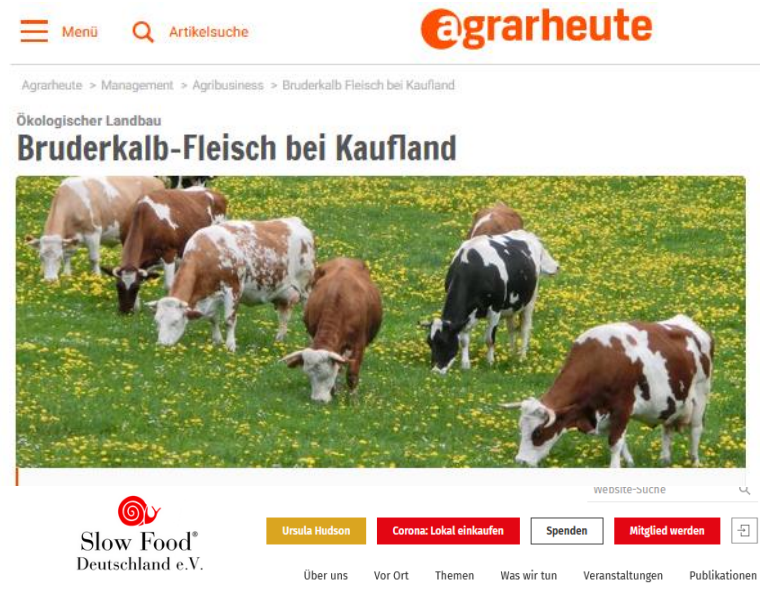 Menü Artikelsuche agrarheute
Agrarheute > Management > Agribusiness > Bruderkalb Fleisch bei Kaufland
Ökologischer Landbau
Bruderkalb-Fleisch bei Kaufland
Website-Suche
Slow Food®
Deutschland e.V.
Ursula Hudson Corona: Lokal einkaufen Spenden Mitglied werden
Über uns Vor Ort Themen Was wir tun Veranstaltungen Publikationen